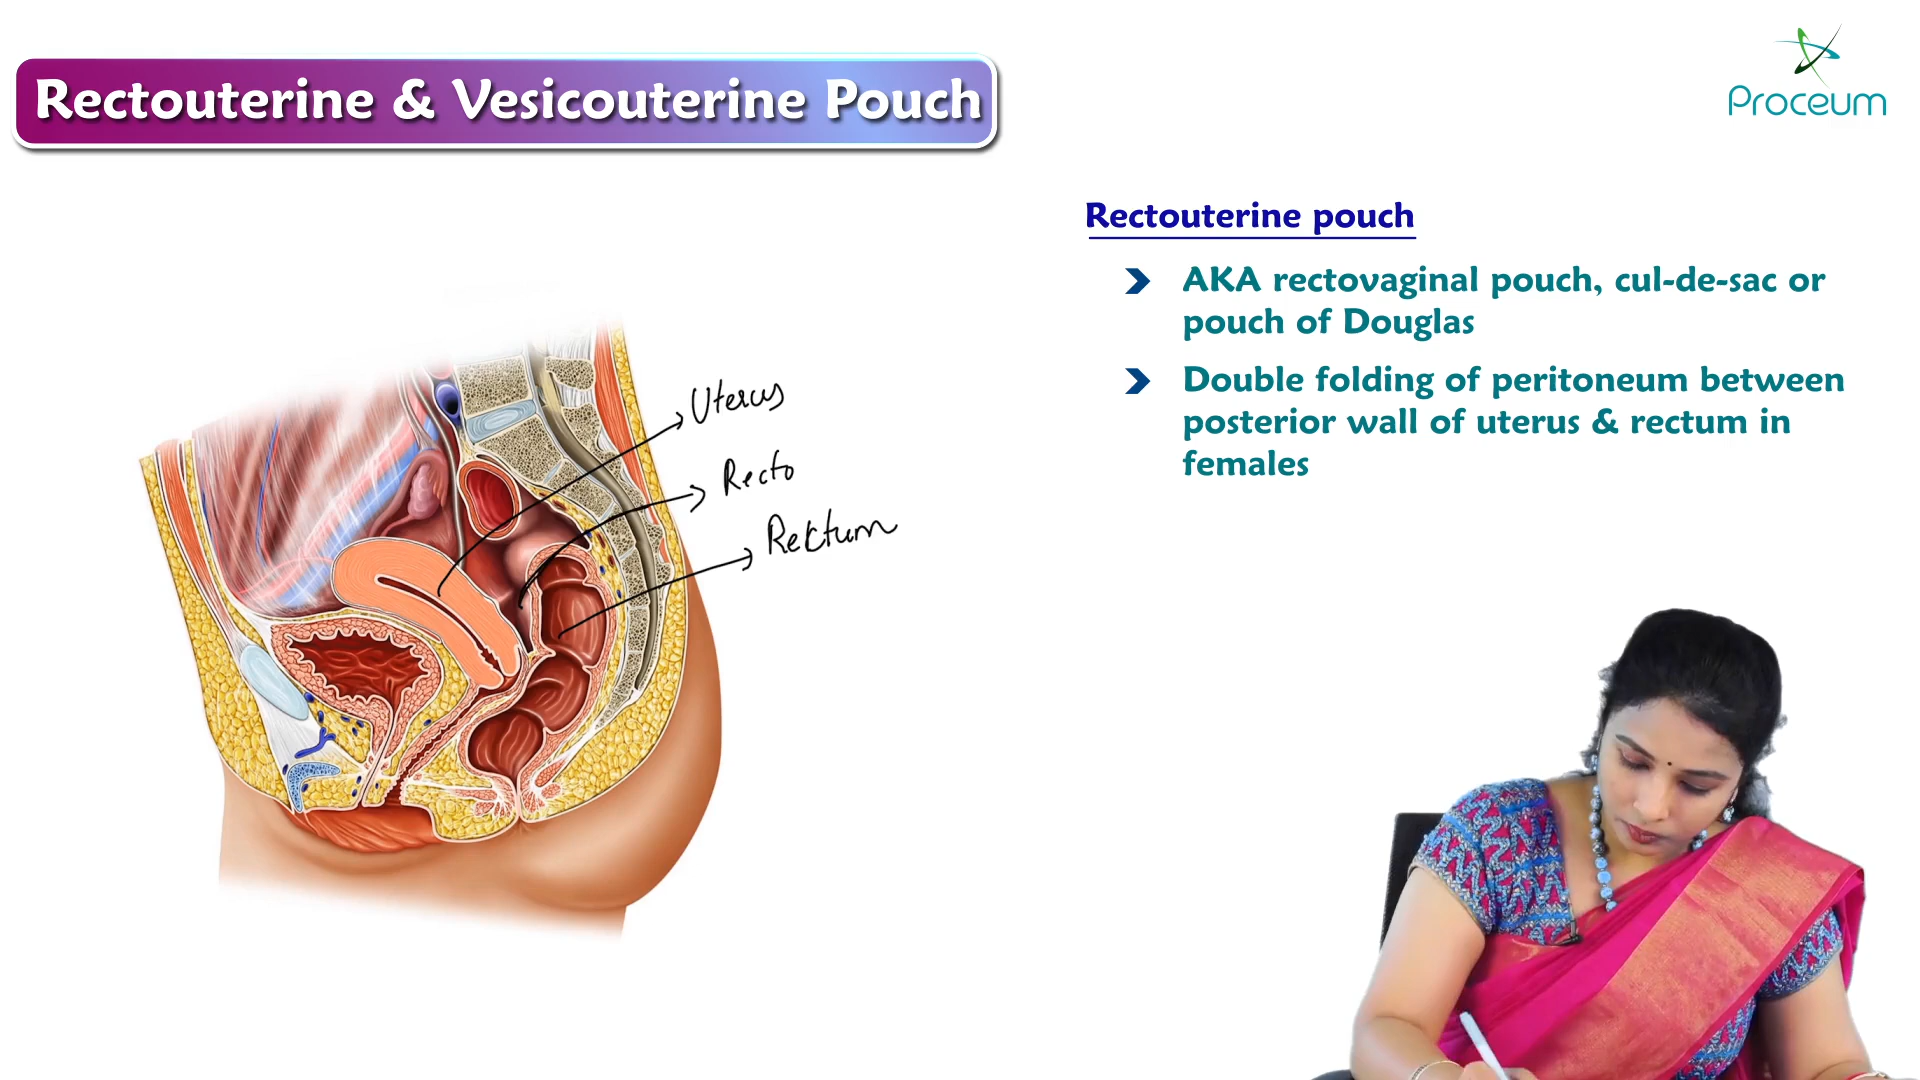 Rectouterine & Vesicouterine Pouch
Proceum
Rectouterine pouch
AKA rectovaginal pouch, cul-de-sac or
pouch of Douglas
Double folding of peritoneum between
posterior wall of uterus & rectum in
females
Uterus
Recto
Rectum